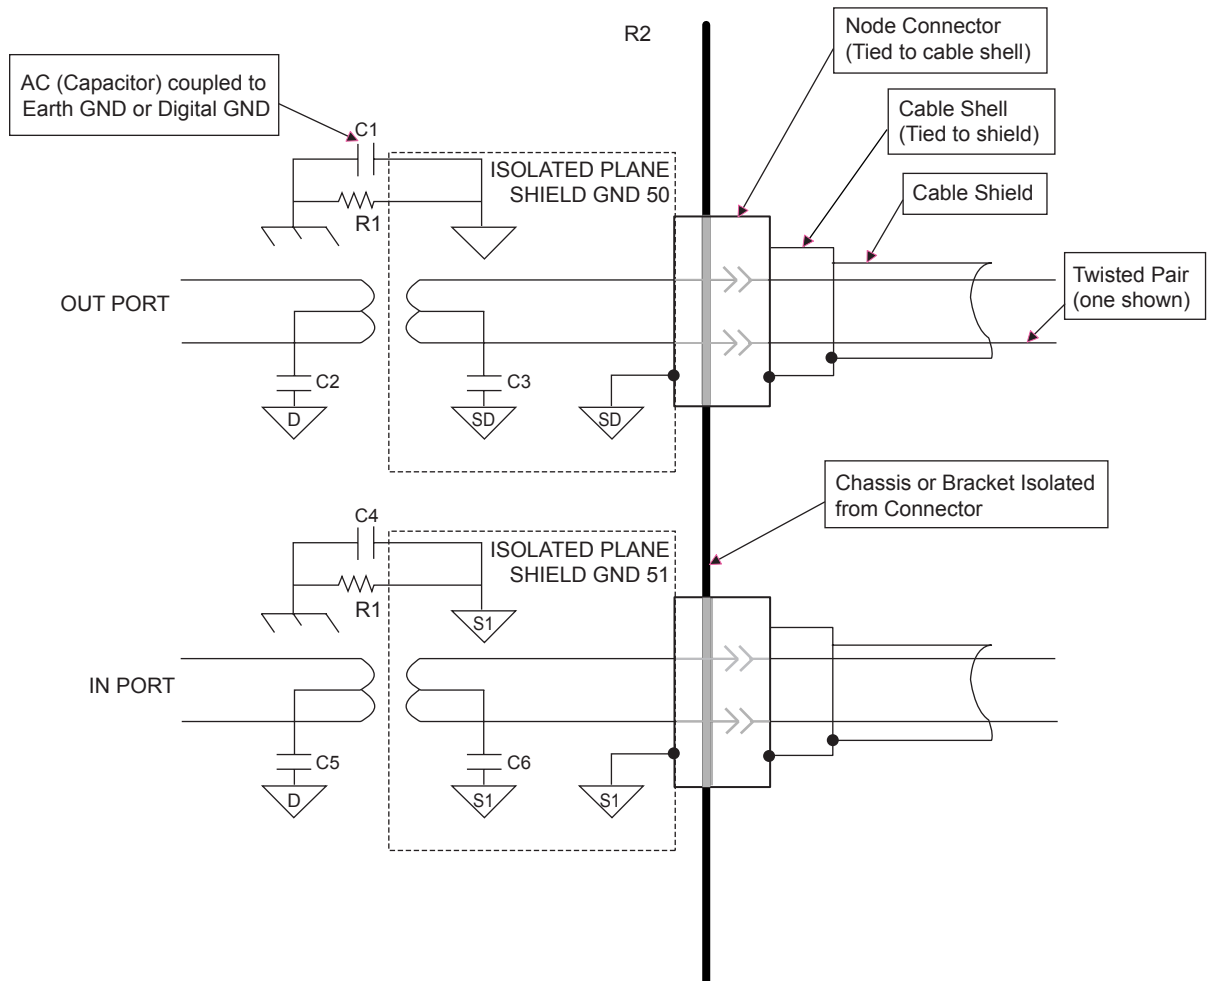 R2
Node Connector
(Tied to cable shell)
AC (Capacitor) coupled to
Earth GND or Digital GND
Cable Shell
(Tied to shield)
C1
ISOLATED PLANE
SHIELD GND 50
Cable Shield
R1
OUT PORT
Twisted Pair
(one shown)
C2
C3
D
SD
SD
Chassis or Bracket Isolated
from Connector
C4
ISOLATED PLANE
SHIELD GND 51
R1
S1
IN PORT
C5
C6
D
S1
S1